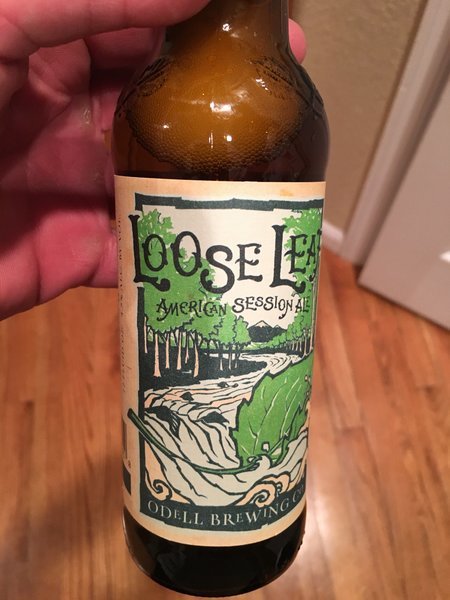 LOOSE LEAF
AMERICAN SESSION ALE
ODELL BREWING CO